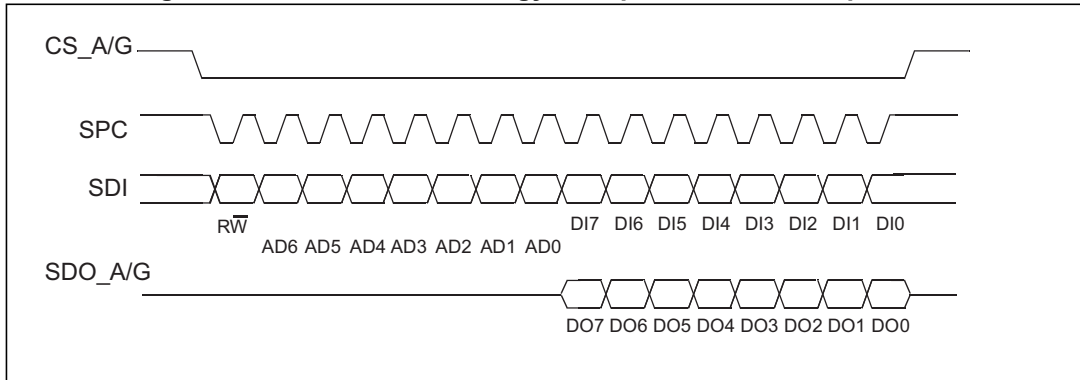 CS_A/G
SPC
SDI
RW DI7 DI6 DI5 DI4 DI3 DI2 DI1 DI0
AD6 AD5 AD4 AD3 AD2 AD1 AD0
SDO_A/G
DO7 DO6 DO5 DO4 DO3 DO2 DO1 DO0